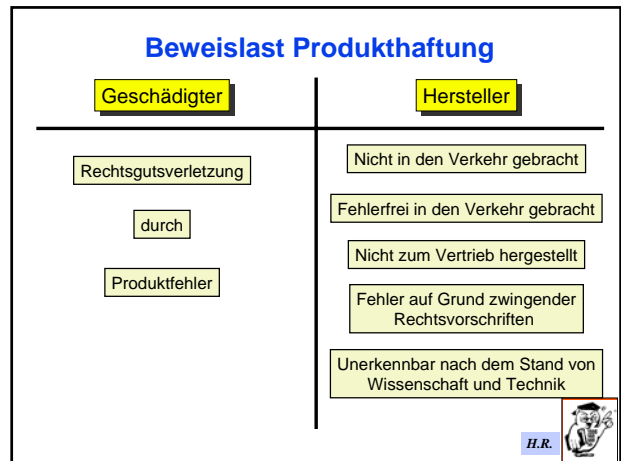 Beweislast Produkthaftung
Geschädigter
Rechtsgutsverletzung
durch
Produktfehler
Hersteller
Nicht in den Verkehr gebracht
Fehlerfrei in den Verkehr gebracht
Nicht zum Vertrieb hergestellt
Fehler auf Grund zwingender
Rechtsvorschriften
Unerkennbar nach dem Stand von
Wissenschaft und Technik
H.R.